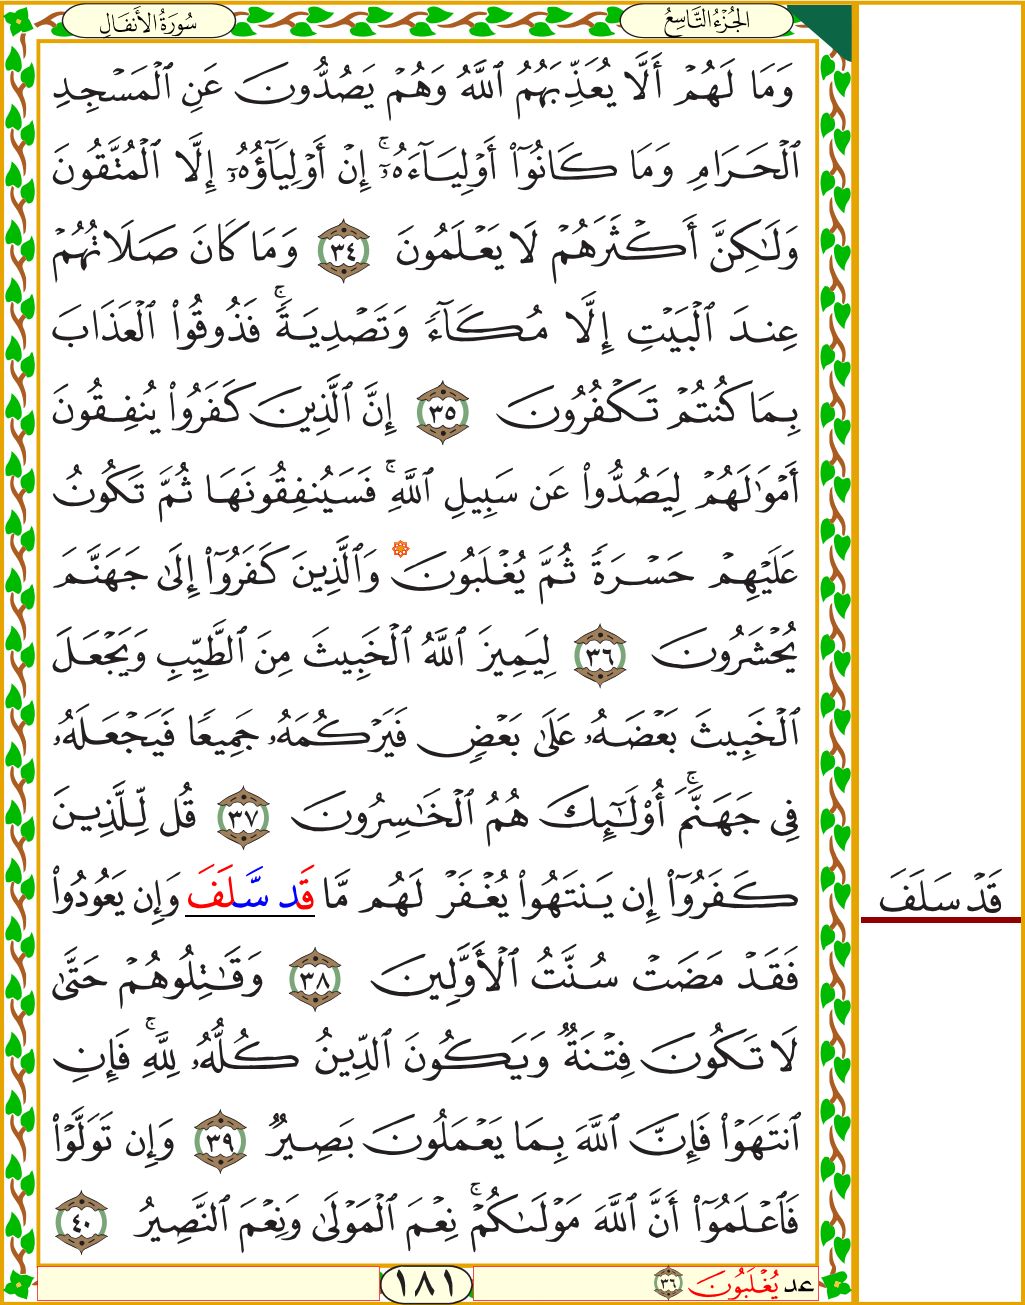 الجُزْءُ التَّاسِعُ
سُورَةُ الأَنفَالِ
وَمَا لَهُمۡ أَلَّا يُعَذِّبَهُمُ ٱللَّهُ وَهُمۡ يَصُدُّونَ عَنِ ٱلۡمَسۡجِدِ
ٱلۡحَرَامِ وَمَا كَانُوٓاْ أَوۡلِيَآءَهُۥٓۚ إِنۡ أَوۡلِيَآؤُهُۥٓ إِلَّا ٱلۡمُتَّقُونَ
وَلَٰكِنَّ أَكۡثَرَهُمۡ لَا يَعۡلَمُونَ ٣٤ وَمَا كَانَ صَلَاتُهُمۡ
عِندَ ٱلۡبَيۡتِ إِلَّا مُكَآءٗ وَتَصۡدِيَةٗۚ فَذُوقُواْ ٱلۡعَذَابَ
بِمَا كُنتُمۡ تَكۡفُرُونَ ٣٥ إِنَّ ٱلَّذِينَ كَفَرُواْ يُنفِقُونَ
أَمۡوَٰلَهُمۡ لِيَصُدُّواْ عَن سَبِيلِ ٱللَّهِۚ فَسَيُنفِقُونَهَا ثُمَّ تَكُونُ
عَلَيۡهِمۡ حَسۡرَةٗ ثُمَّ يُغۡلَبُونَ وَٱلَّذِينَ كَفَرُوٓاْ إِلَىٰ جَهَنَّمَ
يُحۡشَرُونَ ٣٦ لِيَمِيزَ ٱللَّهُ ٱلۡخَبِيثَ مِنَ ٱلطَّيِّبِ وَيَجۡعَلَ
ٱلۡخَبِيثَ بَعۡضَهُۥ عَلَىٰ بَعۡضٖ فَيَرۡكُمَهُۥ جَمِيعٗا فَيَجۡعَلَهُۥ
فِي جَهَنَّمَۚ أُوْلَٰٓئِكَ هُمُ ٱلۡخَٰسِرُونَ ٣٧ قُل لِّلَّذِينَ
كَفَرُوٓاْ إِن يَنتَهُواْ يُغۡفَرۡ لَهُم مَّا قَد سَّلَفَ وَإِن يَعُودُواْ
قَدۡ سَلَفَ
فَقَدۡ مَضَتۡ سُنَّتُ ٱلۡأَوَّلِينَ ٣٨ وَقَٰتِلُوهُمۡ حَتَّىٰ
لَا تَكُونَ فِتۡنَةٞ وَيَكُونَ ٱلدِّينُ كُلُّهُۥ لِلَّهِۚ فَإِنِ
ٱنتَهَوۡاْ فَإِنَّ ٱللَّهَ بِمَا يَعۡمَلُونَ بَصِيرٞ ٣٩ وَإِن تَوَلَّوۡاْ
فَٱعۡلَمُوٓاْ أَنَّ ٱللَّهَ مَوۡلَىٰكُمۡۚ نِعۡمَ ٱلۡمَوۡلَىٰ وَنِعۡمَ ٱلنَّصِيرُ ٤٠
عد يُغۡلَبُونَ ٣٦
١٨١